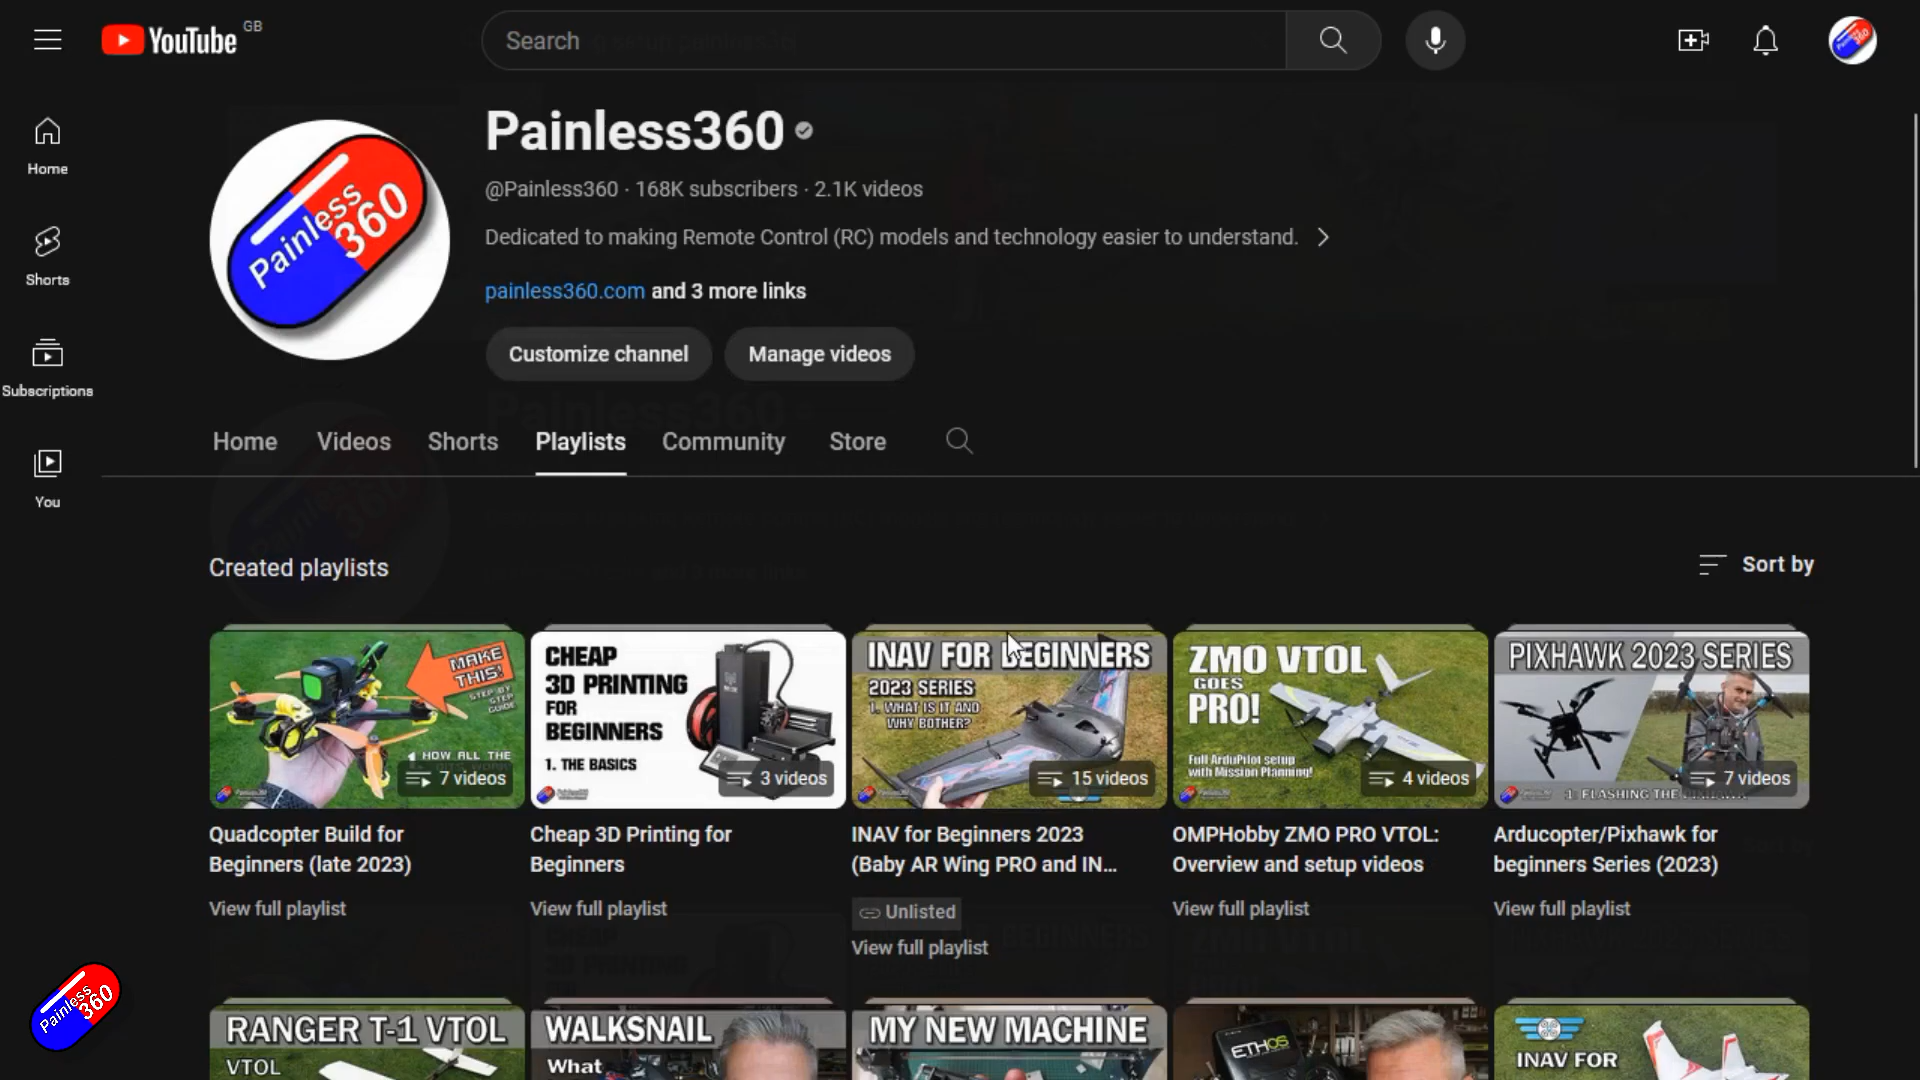 YouTube GB
Search
Home
Shorts
Subscriptions
You
Painless360
@Painless360 · 168K subscribers · 2.1K videos
Dedicated to making Remote Control (RC) models and technology easier to understand.
painless360.com and 3 more links
Customize channel
Manage videos
Painless
360
Home
Videos
Shorts
Playlists
Community
Store
Created playlists
Sort by
MAKE
THIS!
STEP BY
STEP
GUIDE
1 HOW ALL THE
7 videos
Quadcopter Build for
Beginners (late 2023)
View full playlist
CHEAP
3D PRINTING
FOR
BEGINNERS
1. THE BASICS
3 videos
Cheap 3D Printing for
Beginners
View full playlist
INAV FOR BEGINNERS
2023 SERIES
1. WHAT IS IT AND
WHY BOTHER?
15 videos
INAV for Beginners 2023
(Baby AR Wing PRO and IN...
Unlisted
View full playlist
ZMO VTOL
GOES
PRO!
Full ArduPilot setup
with Mission Planning!
4 videos
OMPHobby ZMO PRO VTOL:
Overview and setup videos
View full playlist
PIXHAWK 2023 SERIES
1. FLASHING THE PIXHAWK
7 videos
Arducopter/Pixhawk for
beginners Series (2023)
View full playlist
Painless
360
RANGER T-1 VTOL
VTOL
WALKSNAIL
What
MY NEW MACHINE
ETHOS
INAV FOR